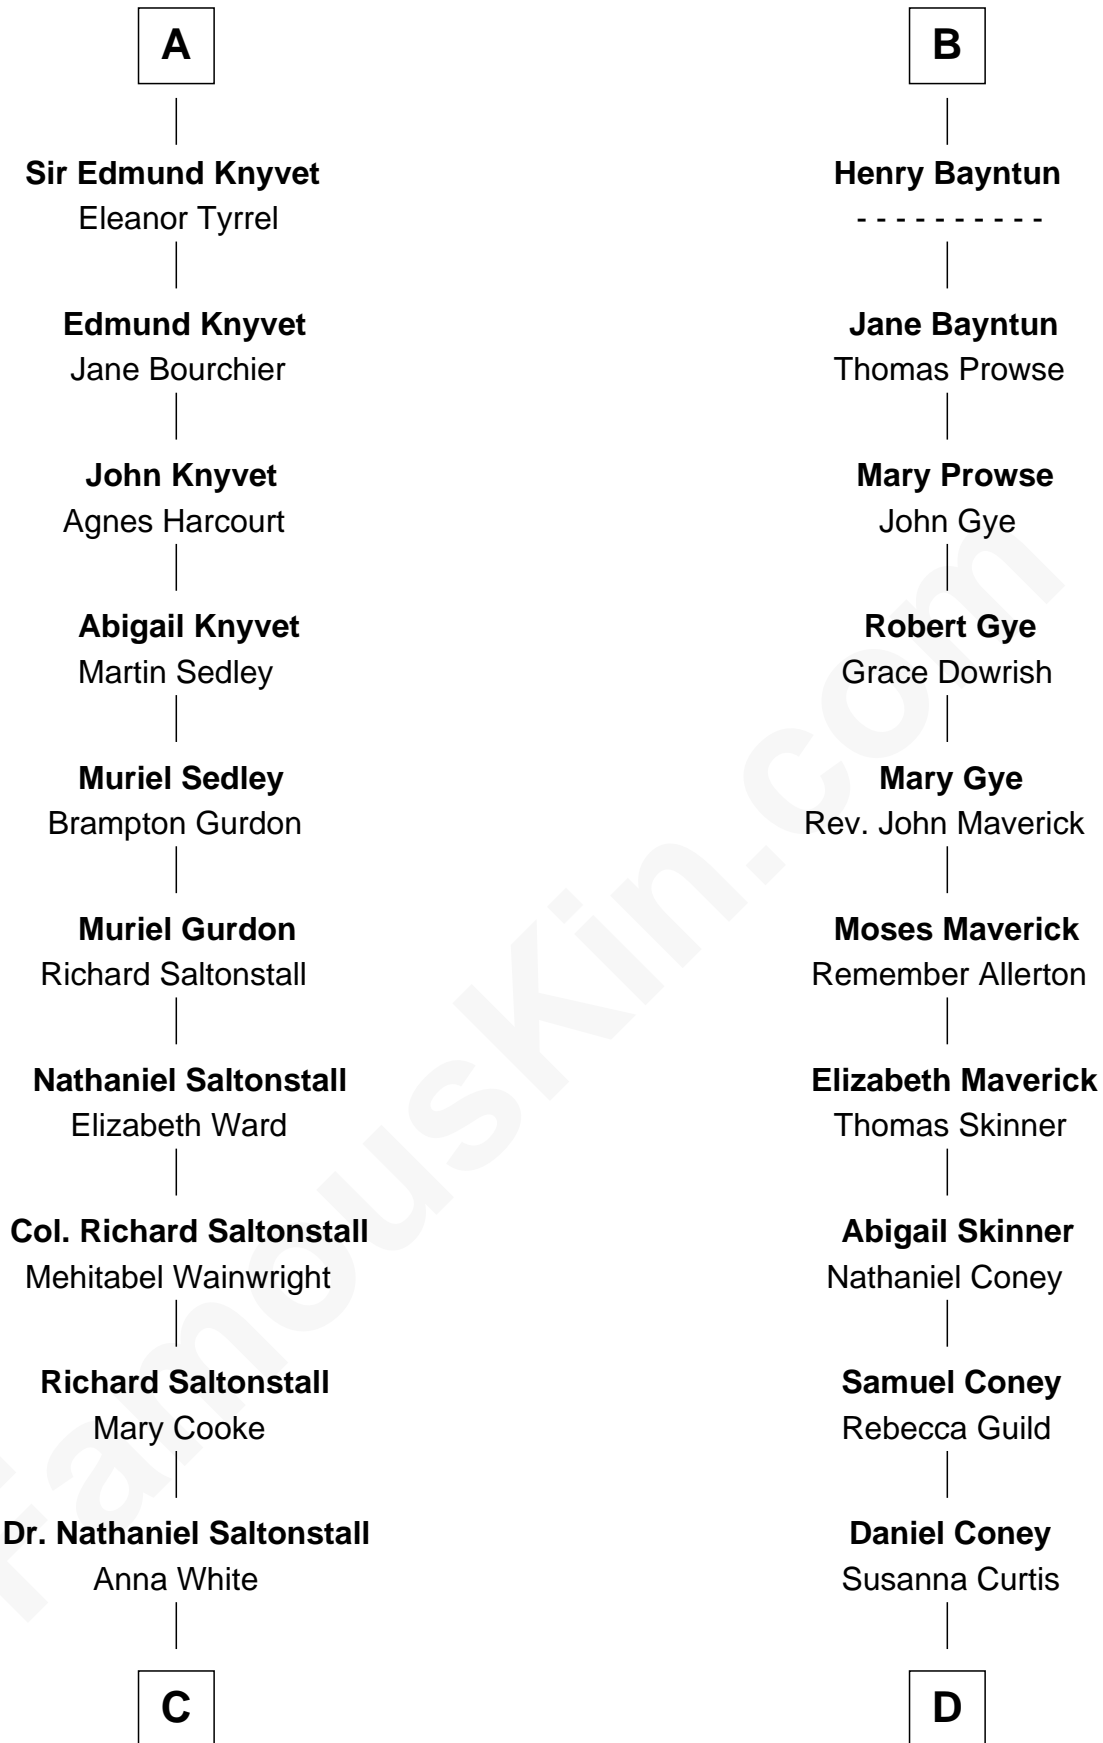 A
Sir Edmund Knyvet
Eleanor Tyrrel
Edmund Knyvet
Jane Bourchier
John Knyvet
Agnes Harcourt
Abigail Knyvet
Martin Sedley
Muriel Sedley
Brampton Gurdon
Muriel Gurdon
Richard Saltonstall
Nathaniel Saltonstall
Elizabeth Ward
Col. Richard Saltonstall
Mehitabel Wainwright
Richard Saltonstall
Mary Cooke
Dr. Nathaniel Saltonstall
Anna White
C
B
Henry Bayntun
- - - - - - - - - -
Jane Bayntun
Thomas Prowse
Mary Prowse
John Gye
Robert Gye
Grace Dowrish
Mary Gye
Rev. John Maverick
Moses Maverick
Remember Allerton
Elizabeth Maverick
Thomas Skinner
Abigail Skinner
Nathaniel Coney
Samuel Coney
Rebecca Guild
Daniel Coney
Susanna Curtis
D
FamousKin.com